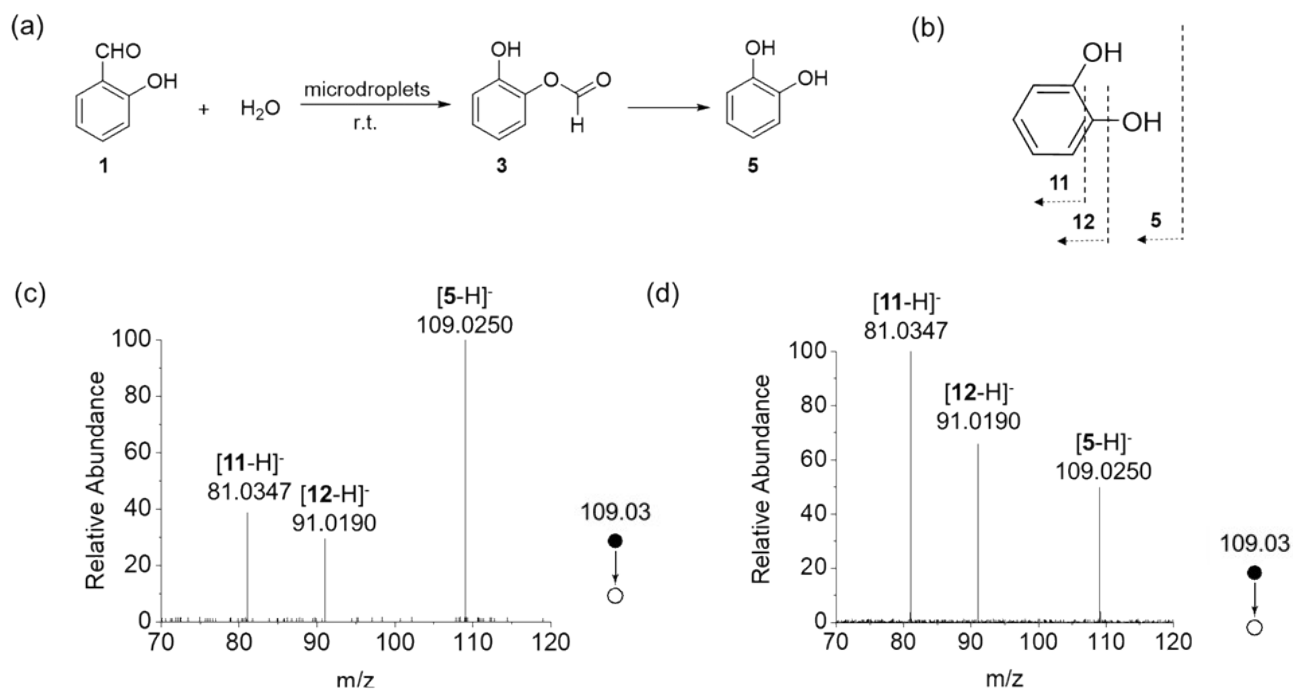 (a)
CHO
OH
1
+
H₂O
microdroplets
r.t.
OH
O
O
H
3
OH
OH
5
(b)
OH
OH
11
12
5
(c)
Relative Abundance
100
80
60
40
20
0
[11-H]⁻
81.0347
[12-H]⁻
91.0190
[5-H]⁻
109.0250
109.03
70 80 90 100 110 120
m/z
(d)
Relative Abundance
100
80
60
40
20
0
[11-H]⁻
81.0347
[12-H]⁻
91.0190
[5-H]⁻
109.0250
109.03
70 80 90 100 110 120
m/z